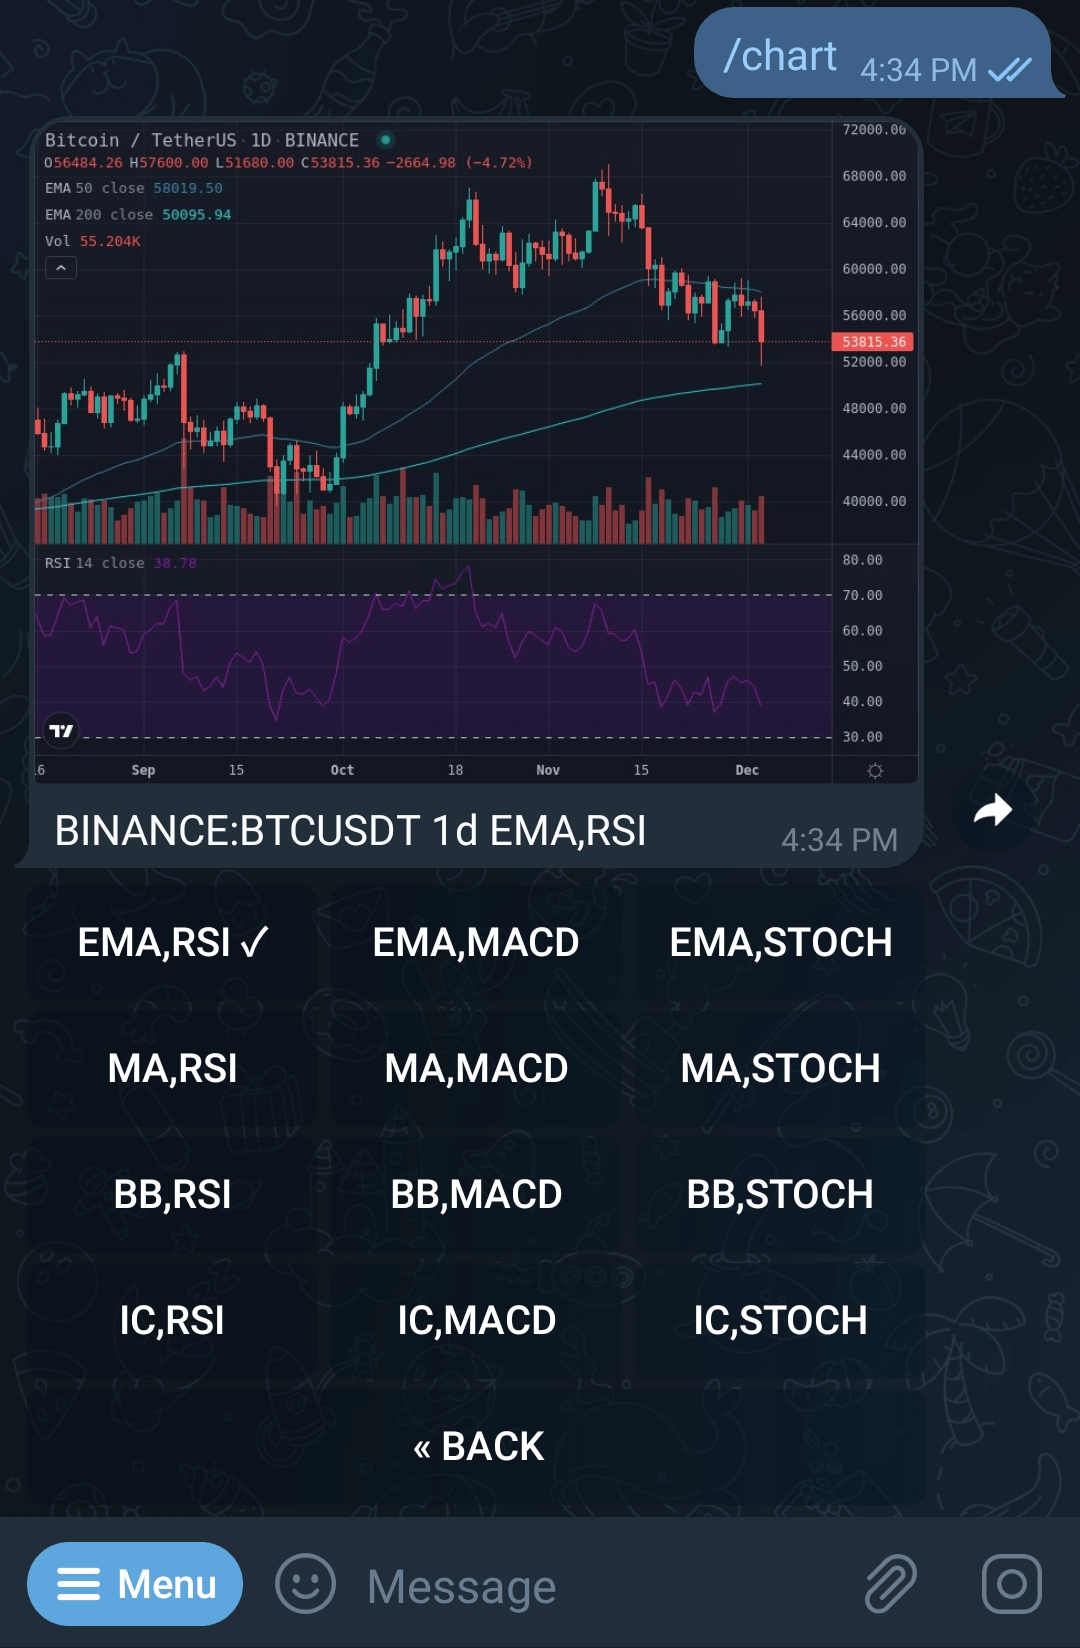 /chart 4:34 PM
Bitcoin / TetherUS · 1D · BINANCE
O56484.26 H57600.00 L51680.00 C53815.36 −2664.98 (−4.72%)
EMA 50 close 58019.50
EMA 200 close 50095.94
Vol 55.204K
72000.00
68000.00
64000.00
60000.00
56000.00
53815.36
52000.00
48000.00
44000.00
40000.00
RSI 14 close 38.78
80.00
70.00
60.00
50.00
40.00
30.00
6 Sep 15 Oct 18 Nov 15 Dec
BINANCE:BTCUSDT 1d EMA,RSI 4:34 PM
EMA,RSI ✓ EMA,MACD EMA,STOCH
MA,RSI MA,MACD MA,STOCH
BB,RSI BB,MACD BB,STOCH
IC,RSI IC,MACD IC,STOCH
« BACK
Menu Message